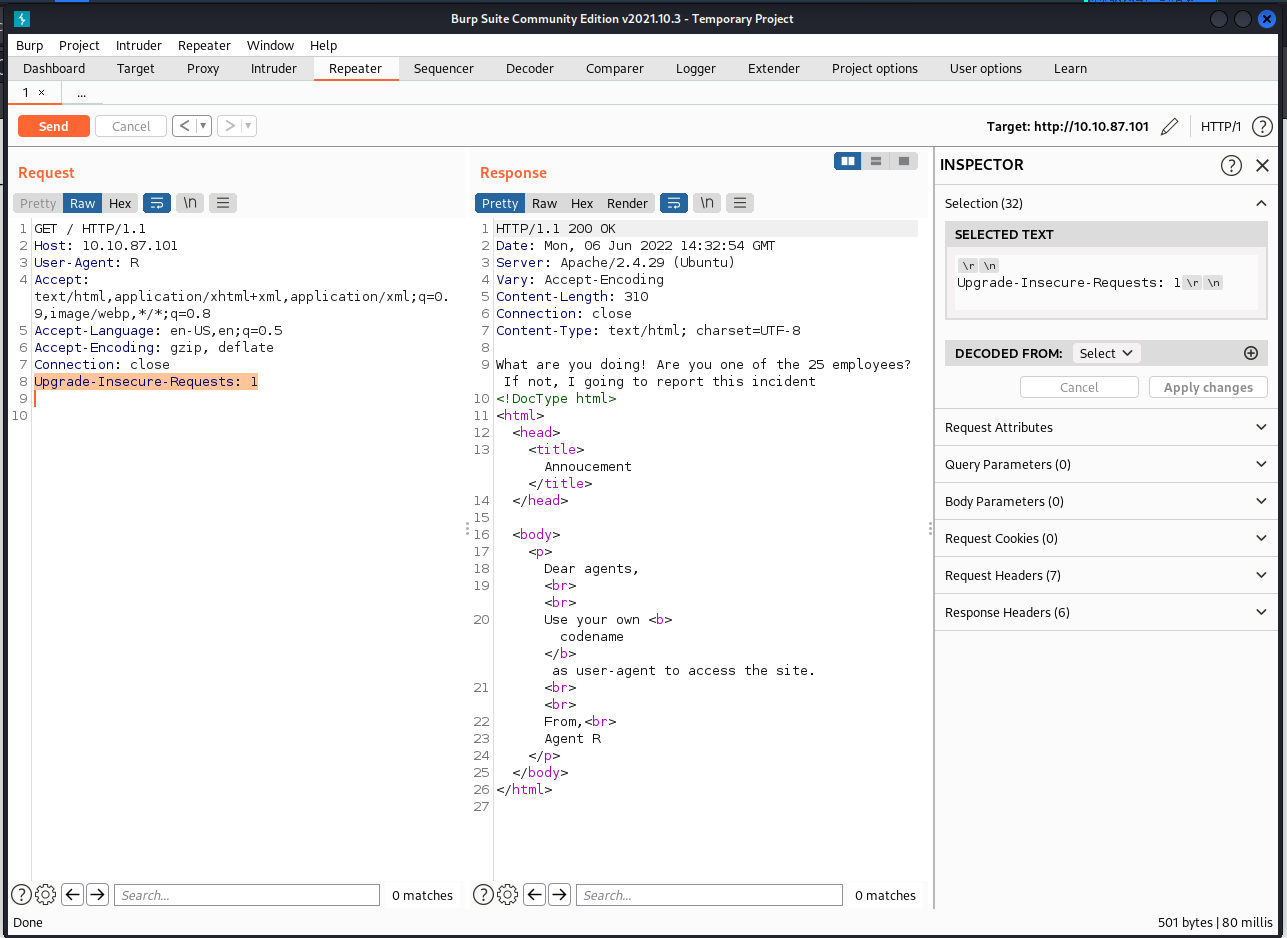 Burp Suite Community Edition v2021.10.3 - Temporary Project
Burp Project Intruder Repeater Window Help
Dashboard Target Proxy Intruder Repeater Sequencer Decoder Comparer Logger Extender Project options User options Learn
1 × ...
Send Cancel < > Target: http://10.10.87.101 HTTP/1 ?
Request
Pretty Raw Hex \n
1 GET / HTTP/1.1
2 Host: 10.10.87.101
3 User-Agent: R
4 Accept:
text/html,application/xhtml+xml,application/xml;q=0.
9,image/webp,*/*;q=0.8
5 Accept-Language: en-US,en;q=0.5
6 Accept-Encoding: gzip, deflate
7 Connection: close
8 Upgrade-Insecure-Requests: 1
9
10
? Search... 0 matches
Response
Pretty Raw Hex Render \n
1 HTTP/1.1 200 OK
2 Date: Mon, 06 Jun 2022 14:32:54 GMT
3 Server: Apache/2.4.29 (Ubuntu)
4 Vary: Accept-Encoding
5 Content-Length: 310
6 Connection: close
7 Content-Type: text/html; charset=UTF-8
8
9 What are you doing! Are you one of the 25 employees?
If not, I going to report this incident
10 <!DocType html>
11 <html>
12 <head>
13 <title>
Annoucement
</title>
14 </head>
15
16 <body>
17 <p>
18 Dear agents,
19 <br>
<br>
20 Use your own <b>
codename
</b>
as user-agent to access the site.
21 <br>
<br>
22 From,<br>
23 Agent R
24 </p>
25 </body>
26 </html>
27
? Search... 0 matches
INSPECTOR ?
Selection (32)
SELECTED TEXT
\r \n
Upgrade-Insecure-Requests: 1 \r \n
DECODED FROM: Select
Cancel Apply changes
Request Attributes
Query Parameters (0)
Body Parameters (0)
Request Cookies (0)
Request Headers (7)
Response Headers (6)
Done 501 bytes | 80 millis